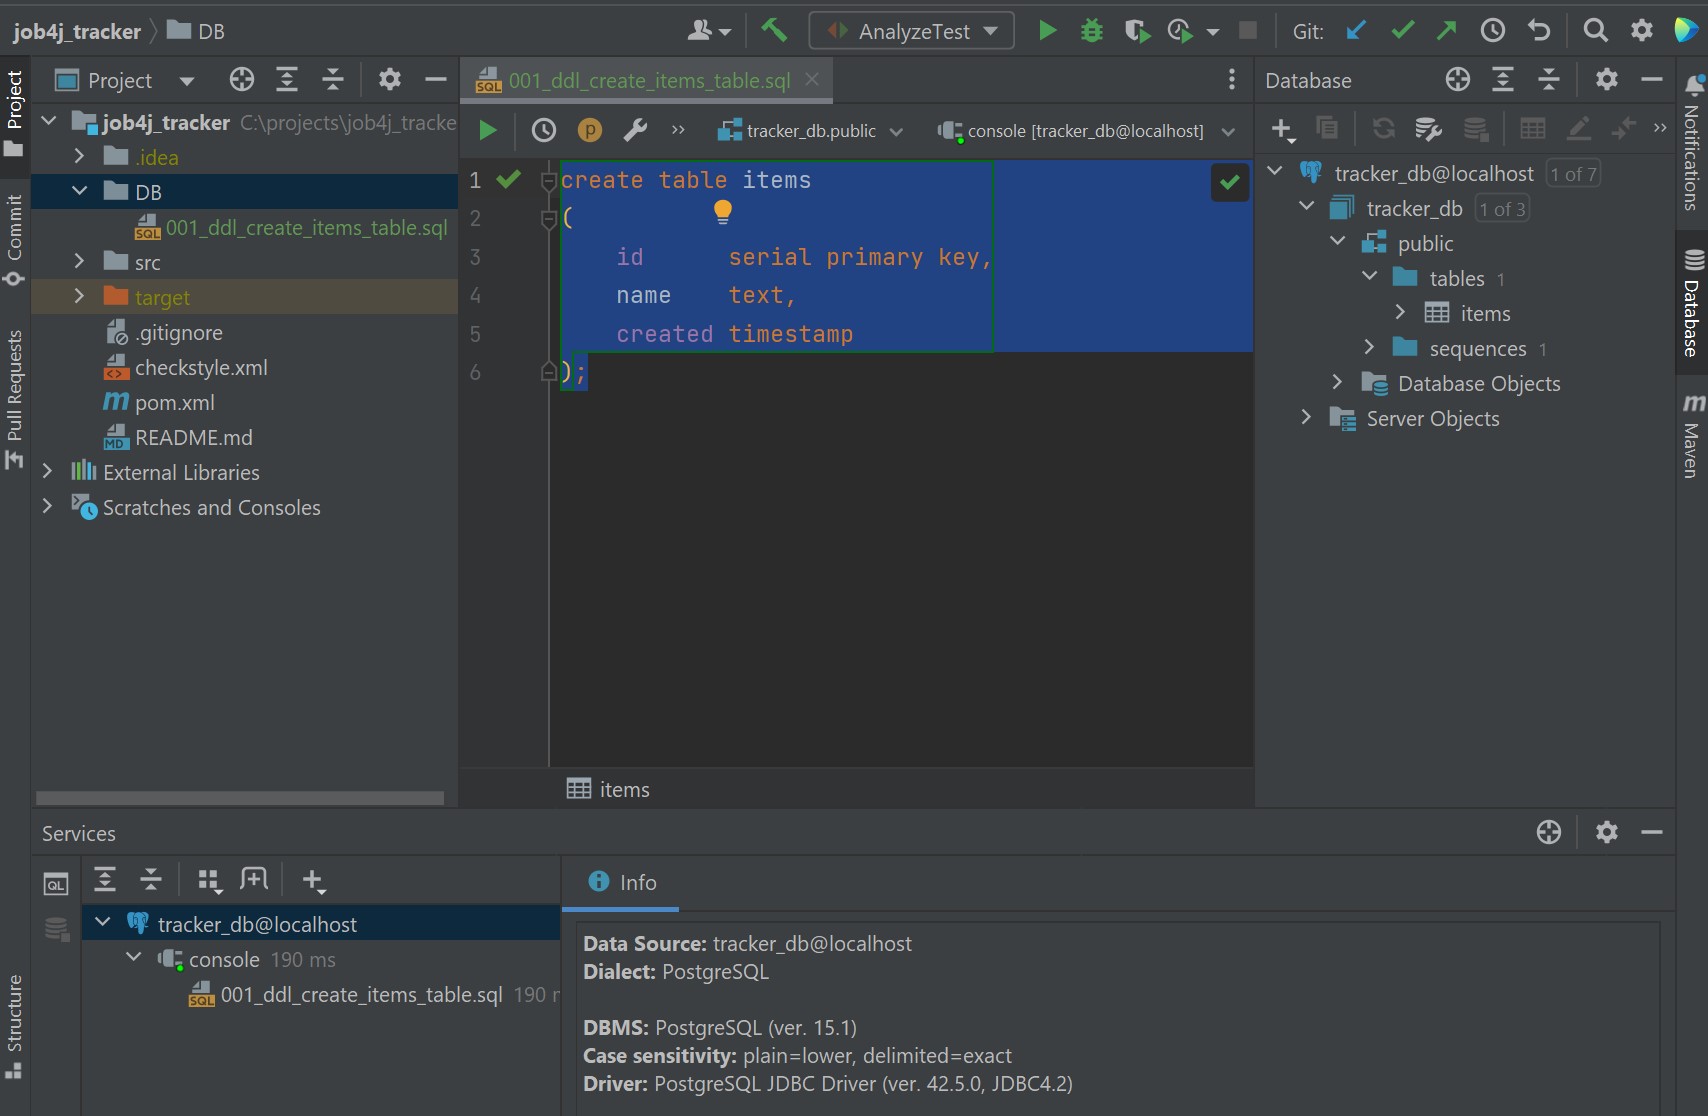 job4j_tracker DB
AnalyzeTest
Git:
Project
001_ddl_create_items_table.sql
Database
tracker_db.public
console [tracker_db@localhost]
Project
Commit
Pull Requests
Structure
job4j_tracker C:\projects\job4j_tracke
.idea
DB
001_ddl_create_items_table.sql
src
target
.gitignore
checkstyle.xml
pom.xml
README.md
External Libraries
Scratches and Consoles
1 create table items
2 (
3 id serial primary key,
4 name text,
5 created timestamp
6 );
items
tracker_db@localhost 1 of 7
tracker_db 1 of 3
public
tables 1
items
sequences 1
Database Objects
Server Objects
Notifications
Database
Maven
Services
tracker_db@localhost
console 190 ms
001_ddl_create_items_table.sql 190
Info
Data Source: tracker_db@localhost
Dialect: PostgreSQL
DBMS: PostgreSQL (ver. 15.1)
Case sensitivity: plain=lower, delimited=exact
Driver: PostgreSQL JDBC Driver (ver. 42.5.0, JDBC4.2)